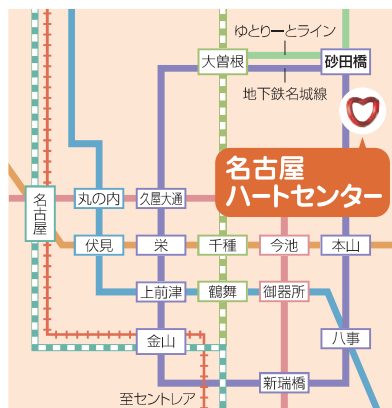 ゆとりーとライン
大曽根
砂田橋
地下鉄名城線
名古屋
ハートセンター
名古屋
丸の内
久屋大通
伏見
栄
千種
今池
本山
上前津
鶴舞
御器所
金山
八事
新瑞橋
至セントレア